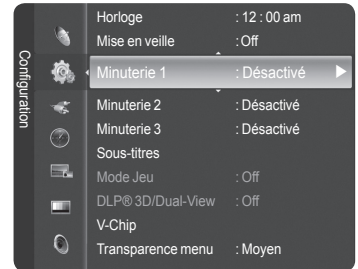 Configuration
Horloge : 12 : 00 am
Mise en veille : Off
Minuterie 1 : Désactivé
Minuterie 2 : Désactivé
Minuterie 3 : Désactivé
Sous-titres
Mode Jeu : Off
DLP® 3D/Dual-View : Off
V-Chip
Transparence menu : Moyen